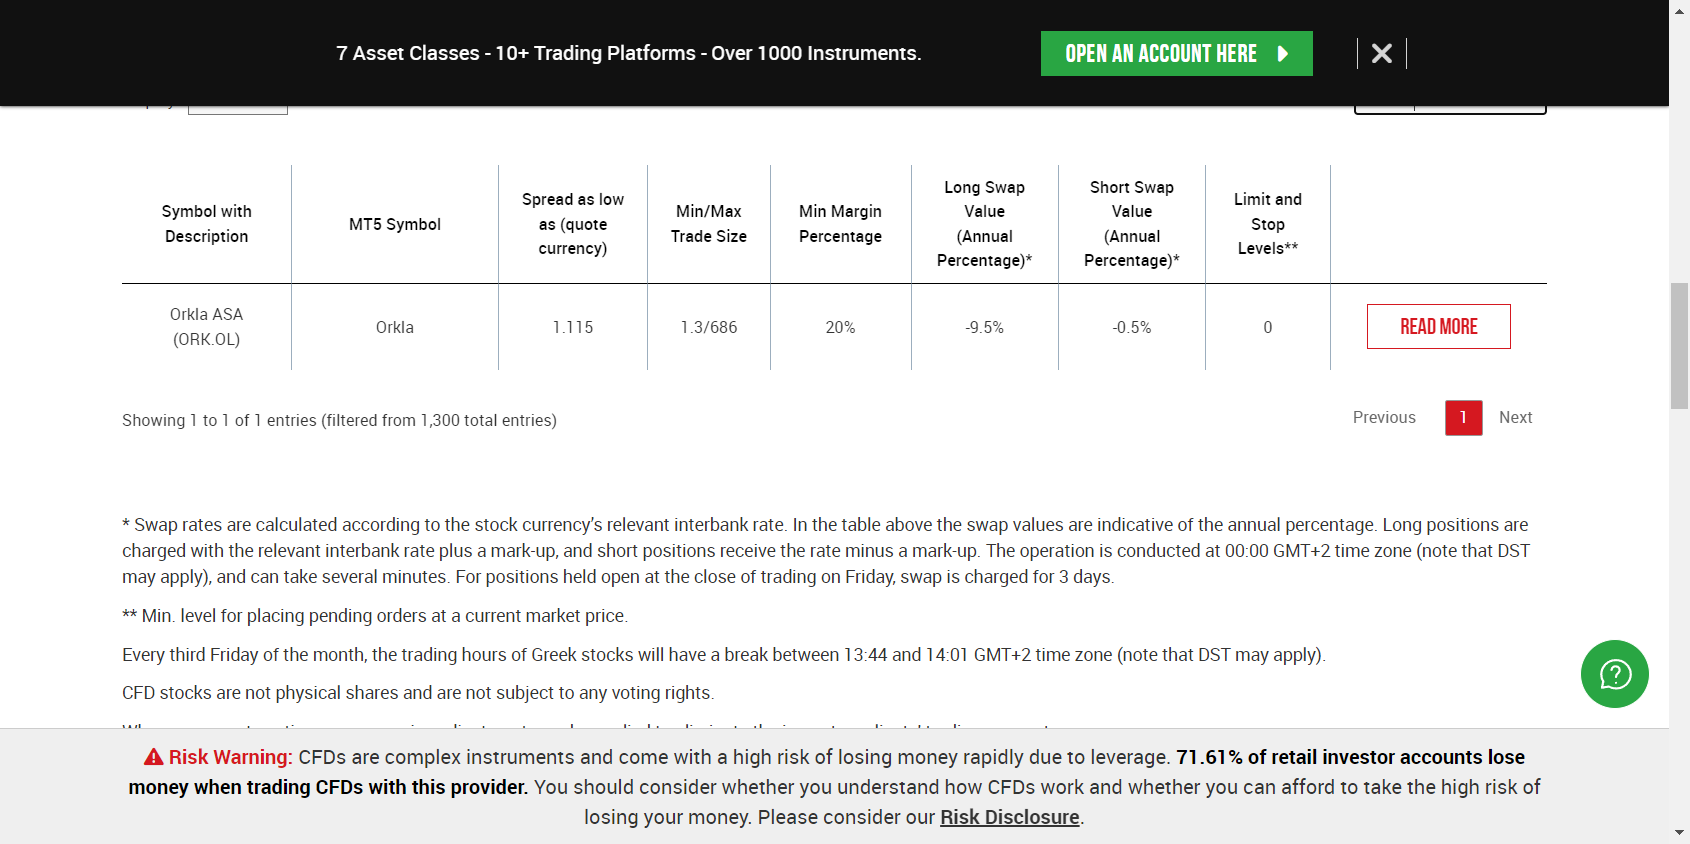 7 Asset Classes - 10+ Trading Platforms - Over 1000 Instruments.
OPEN AN ACCOUNT HERE
Symbol with
Description
MT5 Symbol
Spread as low
as (quote
currency)
Min/Max
Trade Size
Min Margin
Percentage
Long Swap
Value
(Annual
Percentage)*
Short Swap
Value
(Annual
Percentage)*
Limit and
Stop
Levels**
Orkla ASA
(ORK.OL)
Orkla
1.115
1.3/686
20%
-9.5%
-0.5%
0
READ MORE
Showing 1 to 1 of 1 entries (filtered from 1,300 total entries)
Previous 1 Next
* Swap rates are calculated according to the stock currency’s relevant interbank rate. In the table above the swap values are indicative of the annual percentage. Long positions are
charged with the relevant interbank rate plus a mark-up, and short positions receive the rate minus a mark-up. The operation is conducted at 00:00 GMT+2 time zone (note that DST
may apply), and can take several minutes. For positions held open at the close of trading on Friday, swap is charged for 3 days.
** Min. level for placing pending orders at a current market price.
Every third Friday of the month, the trading hours of Greek stocks will have a break between 13:44 and 14:01 GMT+2 time zone (note that DST may apply).
CFD stocks are not physical shares and are not subject to any voting rights.
Risk Warning: CFDs are complex instruments and come with a high risk of losing money rapidly due to leverage. 71.61% of retail investor accounts lose
money when trading CFDs with this provider. You should consider whether you understand how CFDs work and whether you can afford to take the high risk of
losing your money. Please consider our Risk Disclosure.